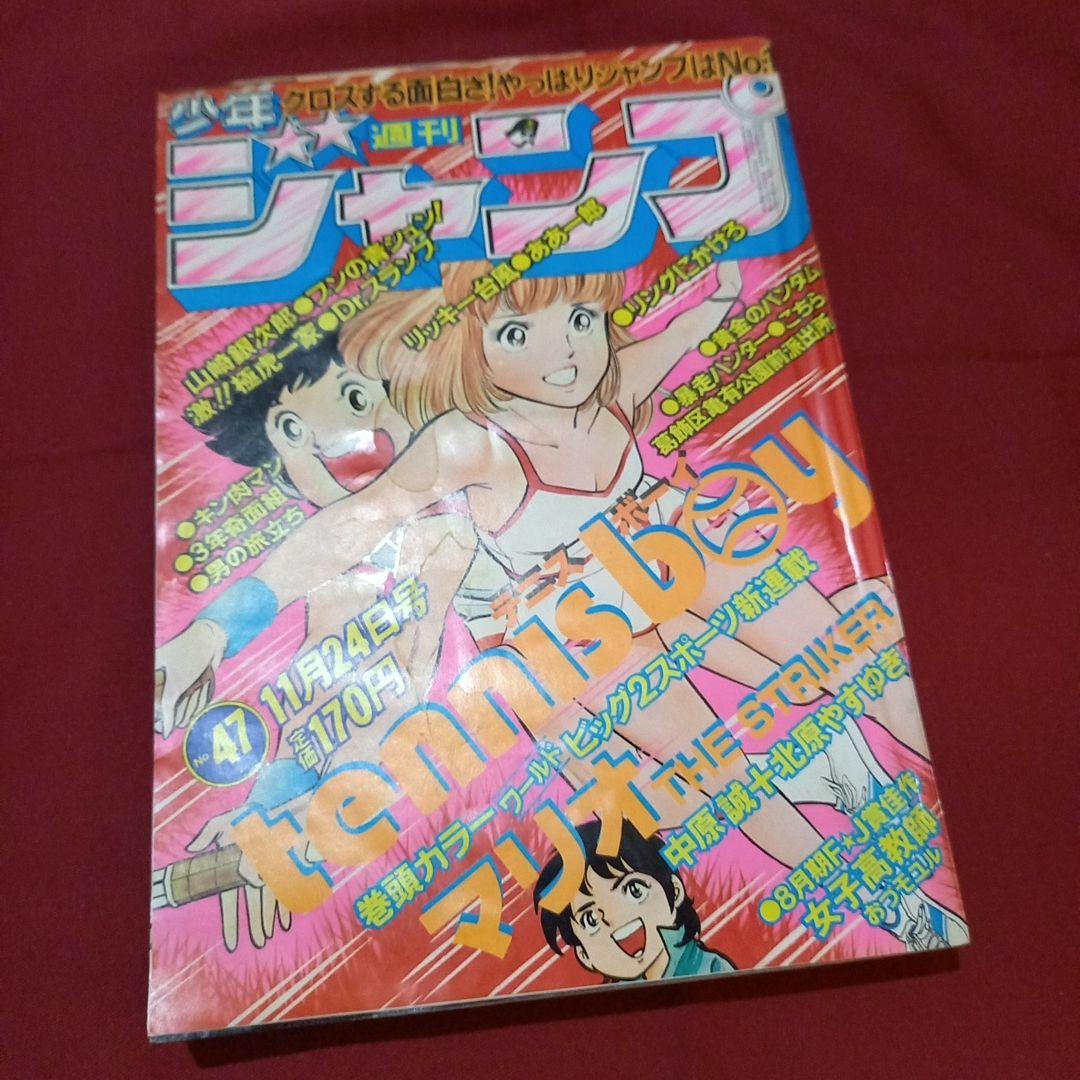 クロスする面白さ!やっぱりジャンプはNo.
少年
週刊
ジャンプ
山崎銀次郎●フンの青シュン!
激!!極虎一家●Dr.スランプ
リッキー台風●ああ一郎
●リングにかけろ
●黄金のバンタム
●暴走ハンター●こちら
葛飾区亀有公園前派出所
●キン肉マン
●3年奇面組
●男の旅立ち
テニスボーイ
tennis boy
11月24日号
定価170円
No47
巻頭カラーワールドビッグ2スポーツ新連載
マリオ THE STRIKER
中原誠+北原やすゆき
●8月期F★J賞佳作
女子高教師
おつモコル